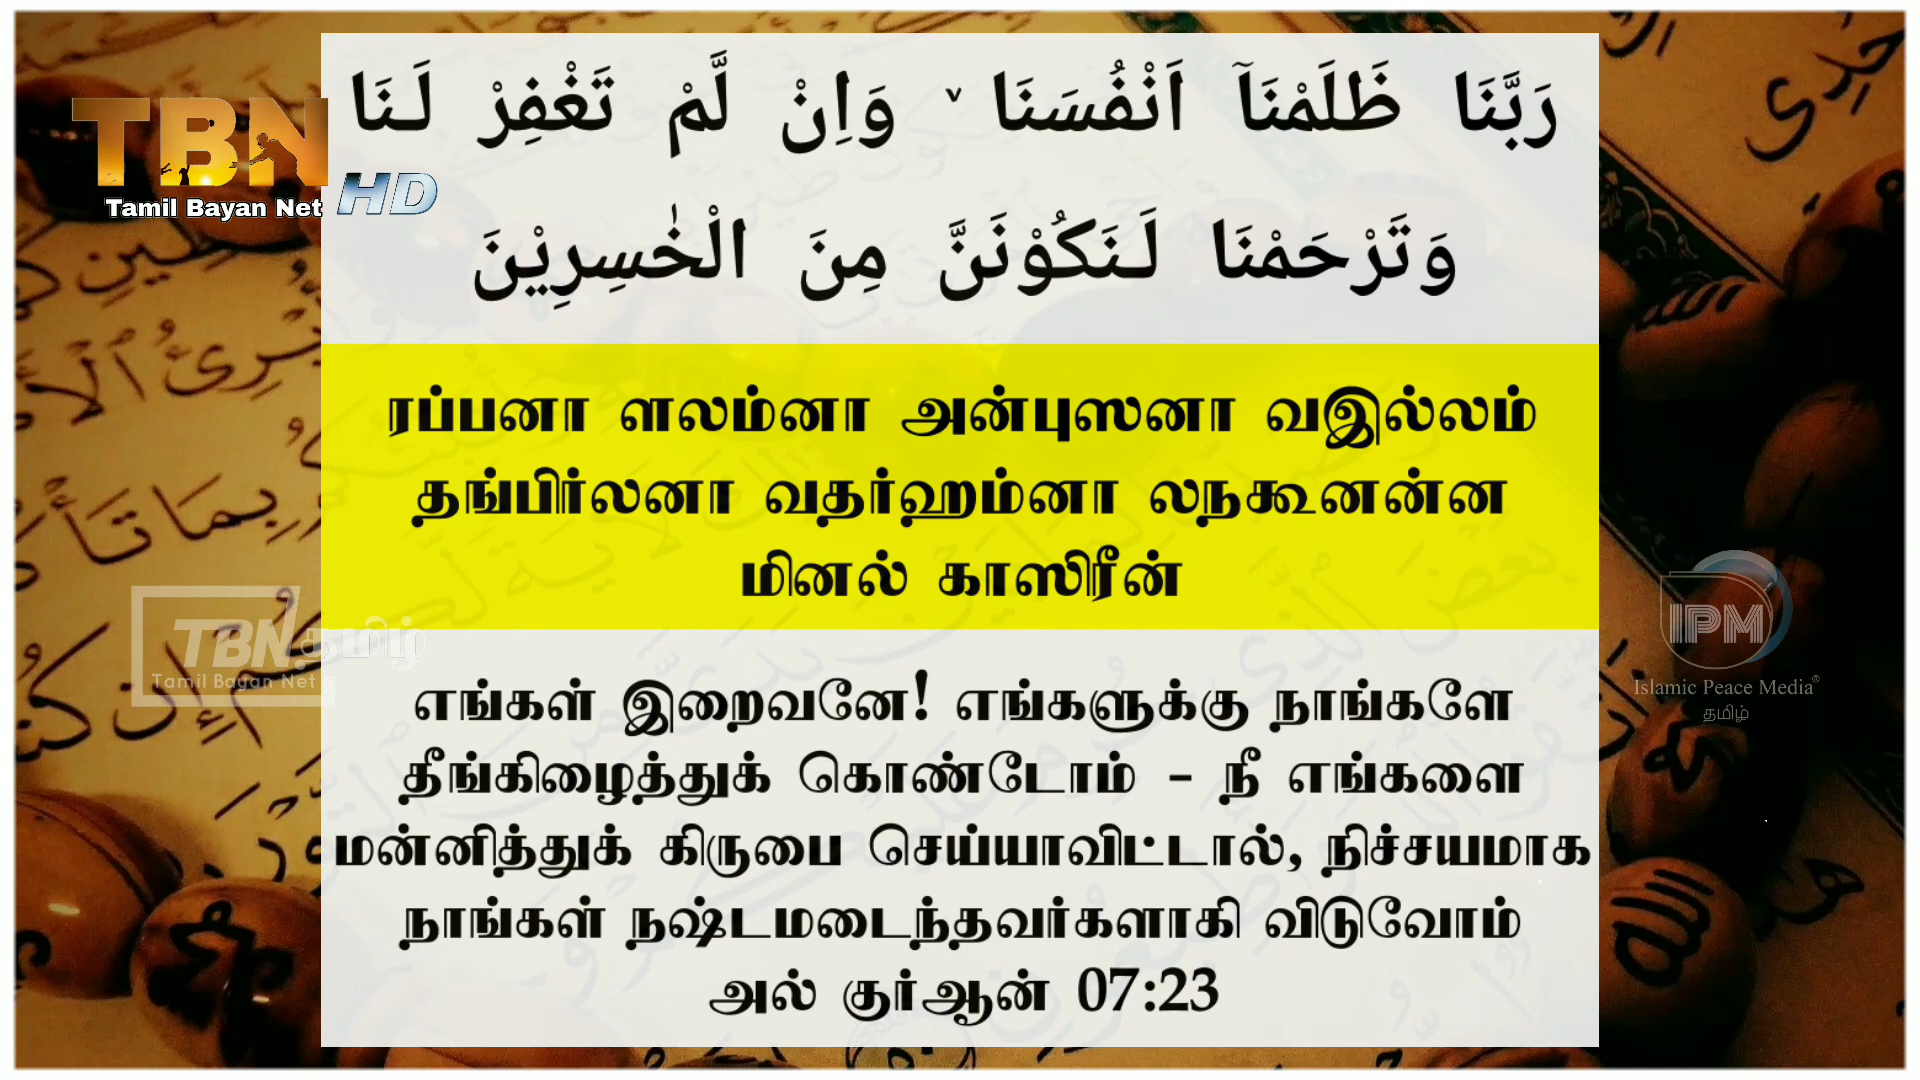 رَبَّنَا ظَلَمْنَآ اَنْفُسَنَا ٚ وَاِنْ لَّمْ تَغْفِرْ لَـنَا
وَتَرْحَمْنَا لَـنَكُوْنَنَّ مِنَ الْخٰسِرِيْنَ
TBN HD
Tamil Bayan Net
ரப்பனா ளலம்னா அன்புஸனா வஇல்லம்
தங்பிர்லனா வதர்ஹம்னா லநகூனன்ன
மினல் காஸிரீன்
எங்கள் இறைவனே! எங்களுக்கு நாங்களே
தீங்கிழைத்துக் கொண்டோம் - நீ எங்களை
மன்னித்துக் கிருபை செய்யாவிட்டால், நிச்சயமாக
நாங்கள் நஷ்டமடைந்தவர்களாகி விடுவோம்
அல் குர்ஆன் 07:23
TBN தமிழ்
Tamil Bayan Net
IPM
Islamic Peace Media®
தமிழ்